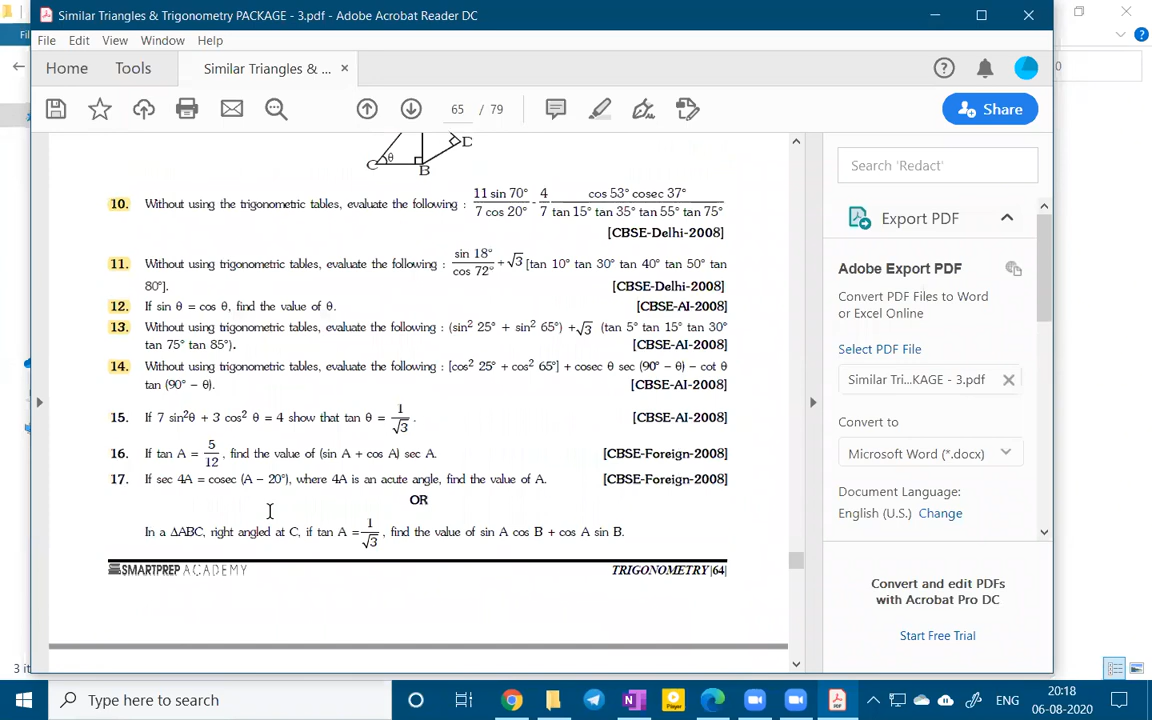 Similar Triangles & Trigonometry PACKAGE - 3.pdf - Adobe Acrobat Reader DC
File Edit View Window Help
Home Tools Similar Triangles & ... ×
65 / 79
Share
D
C θ
B
10. Without using the trigonometric tables, evaluate the following : 11 sin 70° / 7 cos 20° - 4/7 cos 53° cosec 37° / tan 15° tan 35° tan 55° tan 75°
[CBSE-Delhi-2008]
11. Without using trigonometric tables, evaluate the following : sin 18° / cos 72° + √3 [tan 10° tan 30° tan 40° tan 50° tan
80°]. [CBSE-Delhi-2008]
12. If sin θ = cos θ, find the value of θ. [CBSE-AI-2008]
13. Without using trigonometric tables, evaluate the following : (sin² 25° + sin² 65°) +√3 (tan 5° tan 15° tan 30°
tan 75° tan 85°). [CBSE-AI-2008]
14. Without using trigonometric tables, evaluate the following : [cos² 25° + cos² 65°] + cosec θ sec (90° − θ) − cot θ
tan (90° − θ). [CBSE-AI-2008]
15. If 7 sin²θ + 3 cos² θ = 4 show that tan θ = 1/√3 . [CBSE-AI-2008]
16. If tan A = 5/12, find the value of (sin A + cos A) sec A. [CBSE-Foreign-2008]
17. If sec 4A = cosec (A − 20°), where 4A is an acute angle, find the value of A. [CBSE-Foreign-2008]
OR
In a ΔABC, right angled at C, if tan A = 1/√3, find the value of sin A cos B + cos A sin B.
SMARTPREP ACADEMY TRIGONOMETRY|64|
Search 'Redact'
Export PDF
Adobe Export PDF
Convert PDF Files to Word
or Excel Online
Select PDF File
Similar Tri...KAGE - 3.pdf
Convert to
Microsoft Word (*.docx)
Document Language:
English (U.S.) Change
Convert and edit PDFs
with Acrobat Pro DC
Start Free Trial
3 it
Type here to search
Player
ENG
20:18
06-08-2020